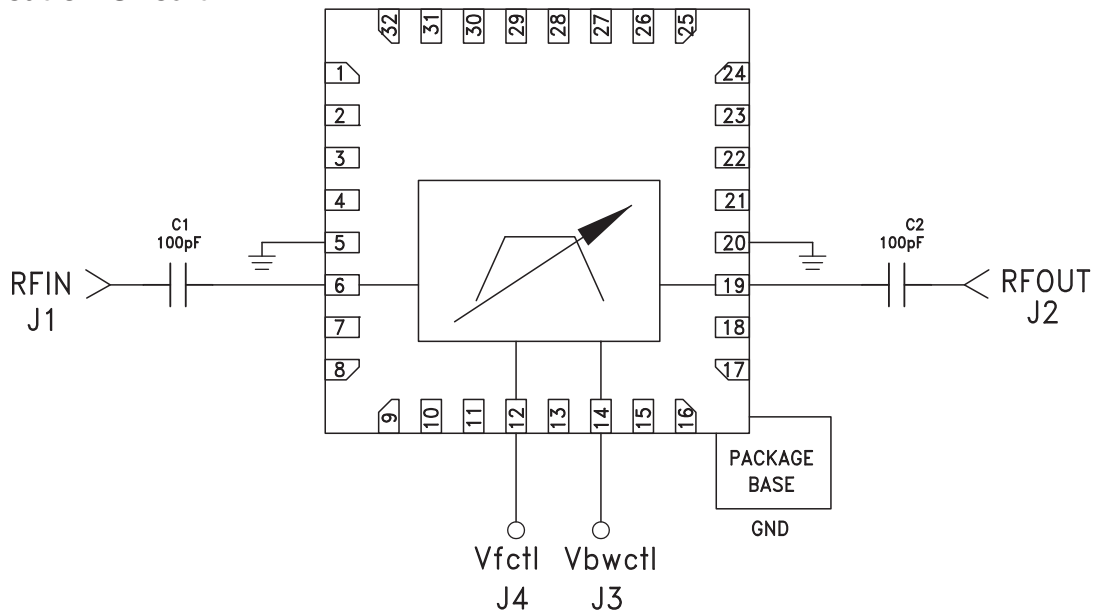 32 31 30 29 28 27 26 25
1
2
3
4
5
6
7
8
24
23
22
21
20
19
18
17
9 10 11 12 13 14 15 16
C1
100pF
RFIN
J1
C2
100pF
RFOUT
J2
PACKAGE
BASE
GND
Vfctl
J4
Vbwctl
J3